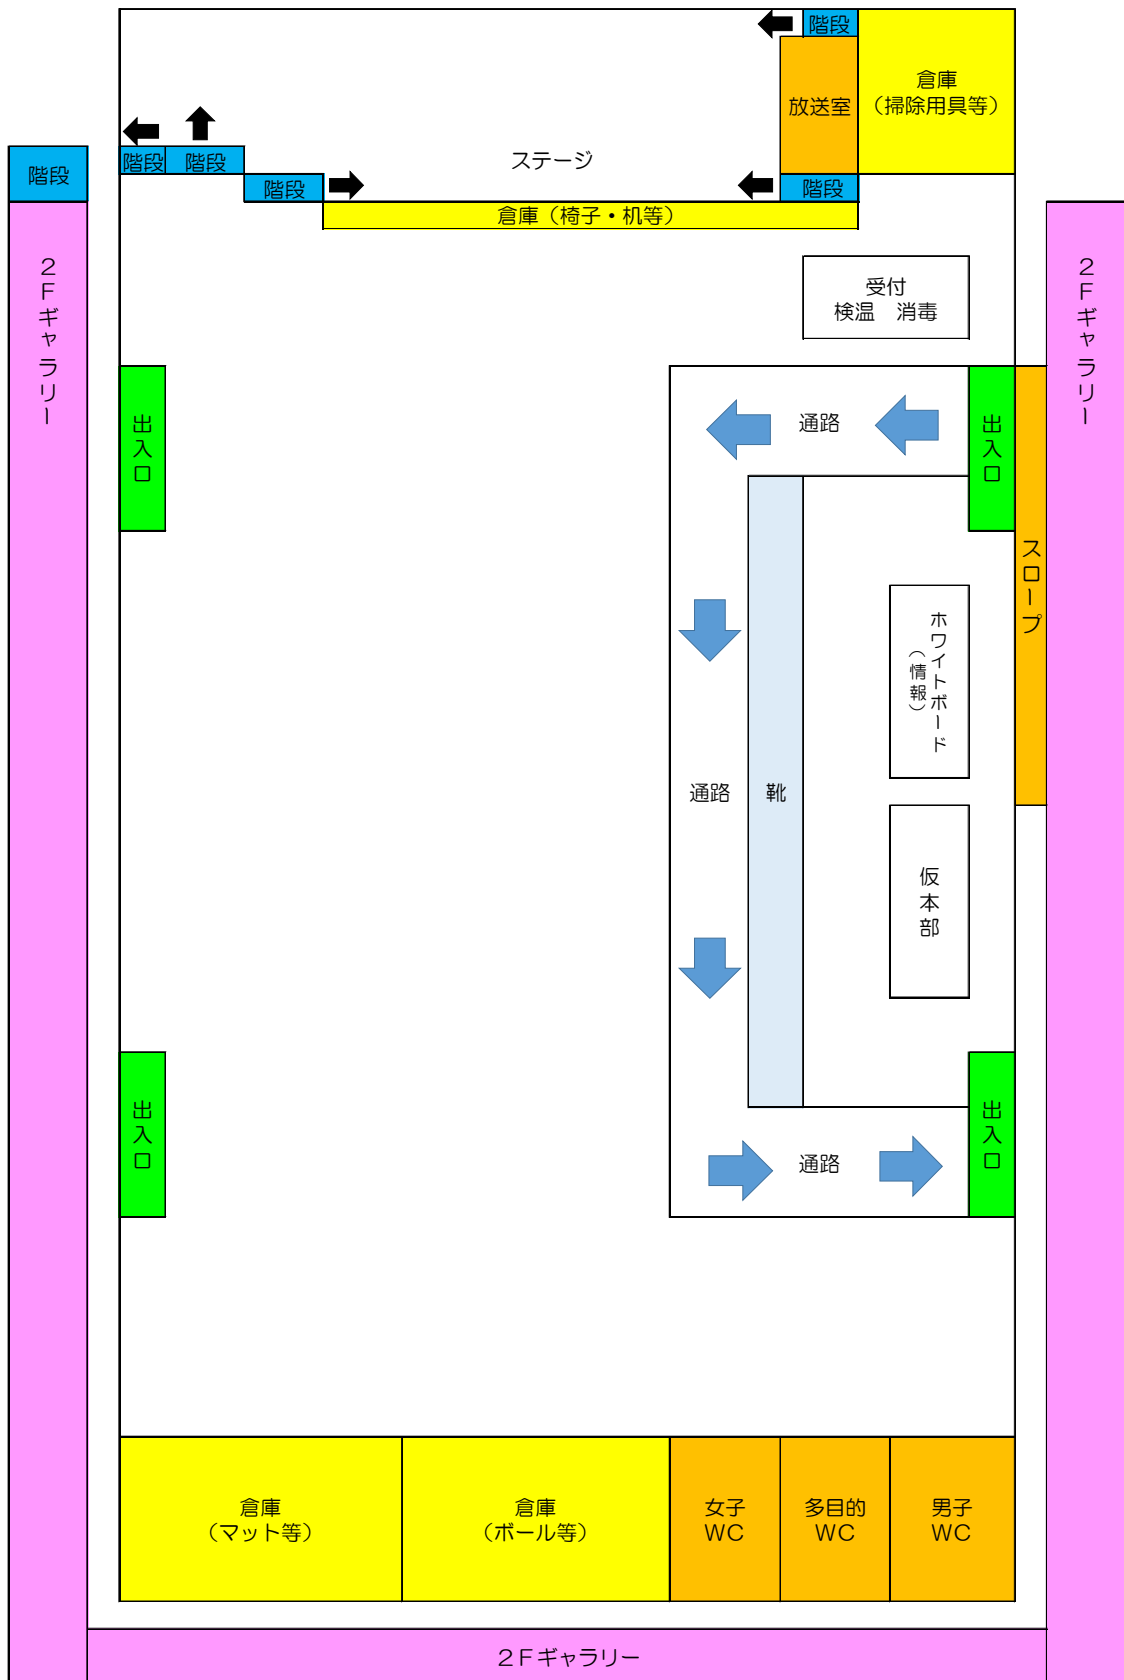 階段
倉庫
（掃除用具等）
放送室
階段
階段
階段
ステージ
階段
階段
倉庫（椅子・机等）
２Ｆギャラリー
２Ｆギャラリー
受付
検温　消毒
出入口
通路
出入口
スロープ
ホワイトボード
（情報）
通路
靴
仮本部
出入口
通路
出入口
倉庫
（マット等）
倉庫
（ボール等）
女子
ＷＣ
多目的
ＷＣ
男子
ＷＣ
２Ｆギャラリー